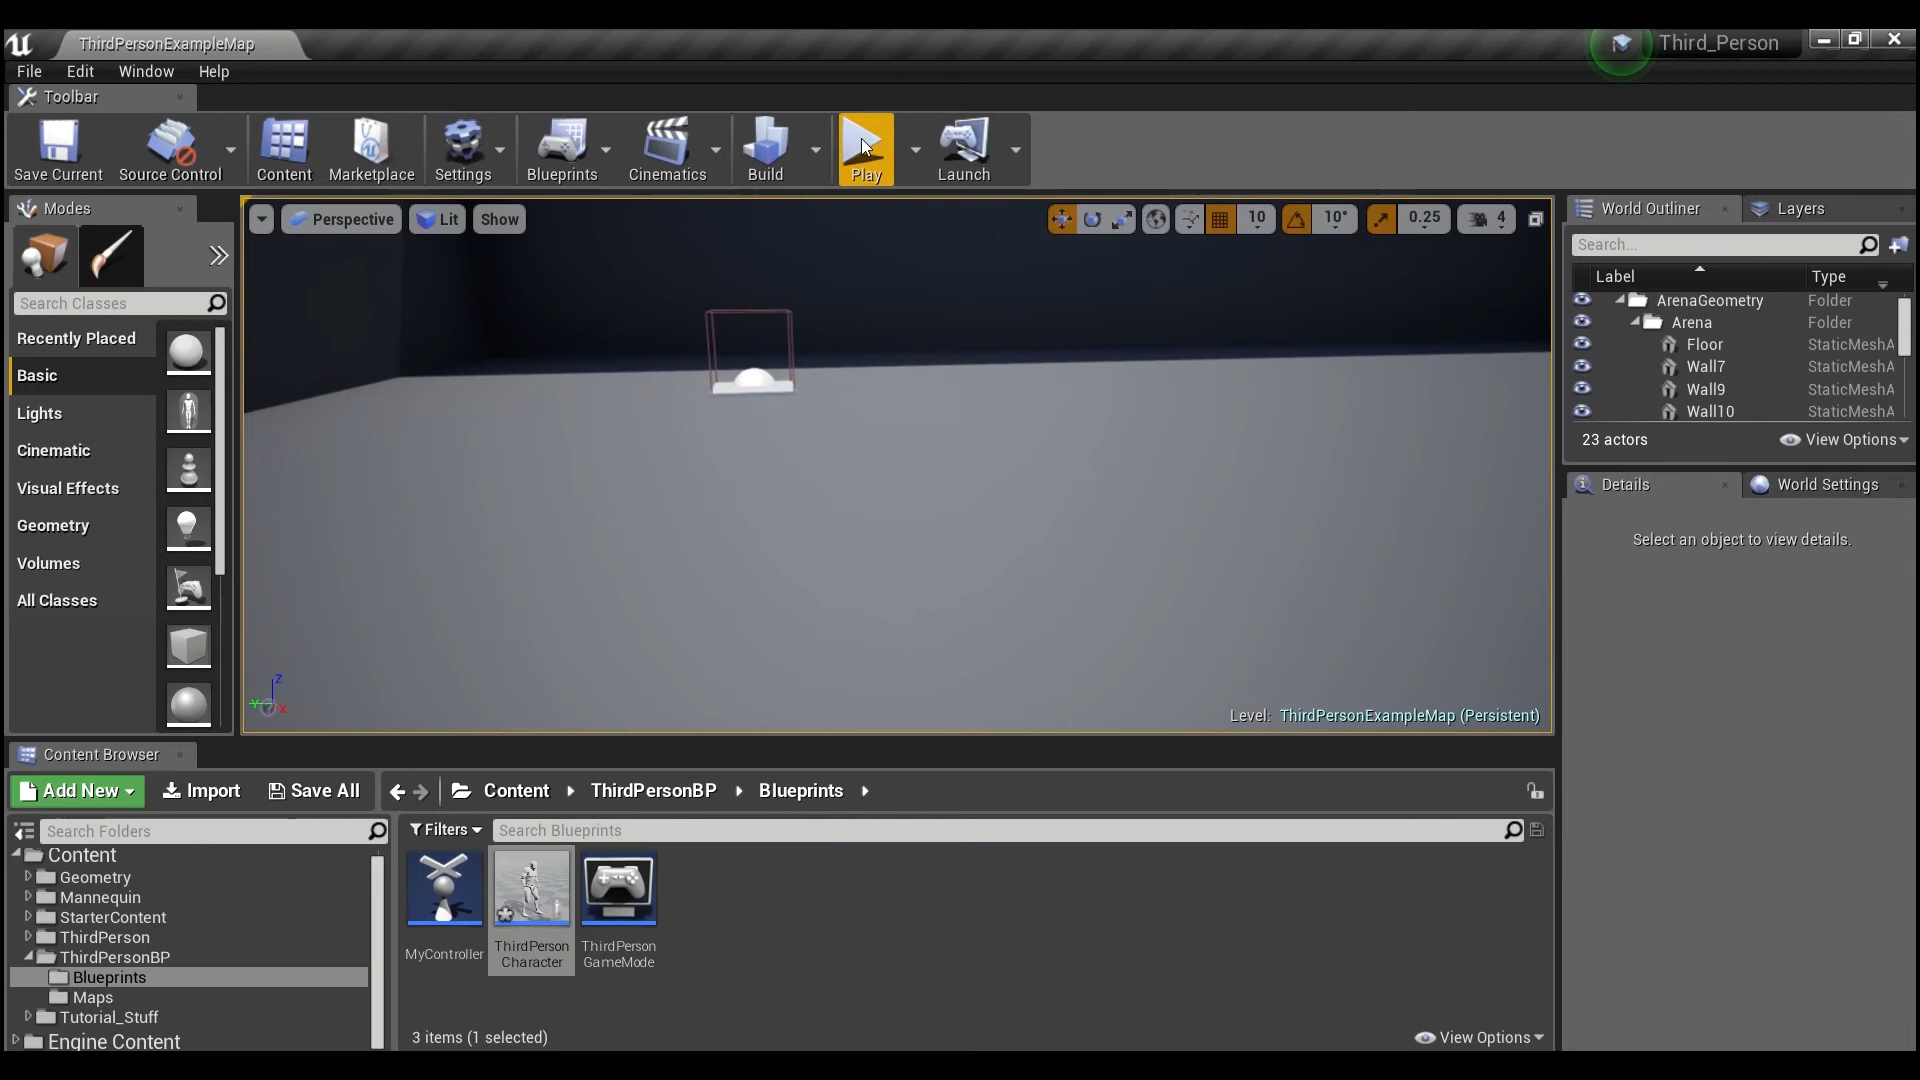 ThirdPersonExampleMap
Third_Person
File Edit Window Help
Toolbar
Save Current Source Control Content Marketplace Settings Blueprints Cinematics Build Play Launch
Modes
Search Classes
Recently Placed
Basic
Lights
Cinematic
Visual Effects
Geometry
Volumes
All Classes
Perspective Lit Show
10 10° 0.25 4
Z
Y X
Level: ThirdPersonExampleMap (Persistent)
World Outliner Layers
Search...
Label Type
ArenaGeometry Folder
Arena Folder
Floor StaticMeshA
Wall7 StaticMeshA
Wall9 StaticMeshA
Wall10 StaticMeshA
23 actors View Options
Details World Settings
Select an object to view details.
Content Browser
Add New Import Save All Content ThirdPersonBP Blueprints
Search Folders
Content
Geometry
Mannequin
StarterContent
ThirdPerson
ThirdPersonBP
Blueprints
Maps
Tutorial_Stuff
Engine Content
Filters Search Blueprints
MyController
ThirdPerson
Character
ThirdPerson
GameMode
3 items (1 selected) View Options